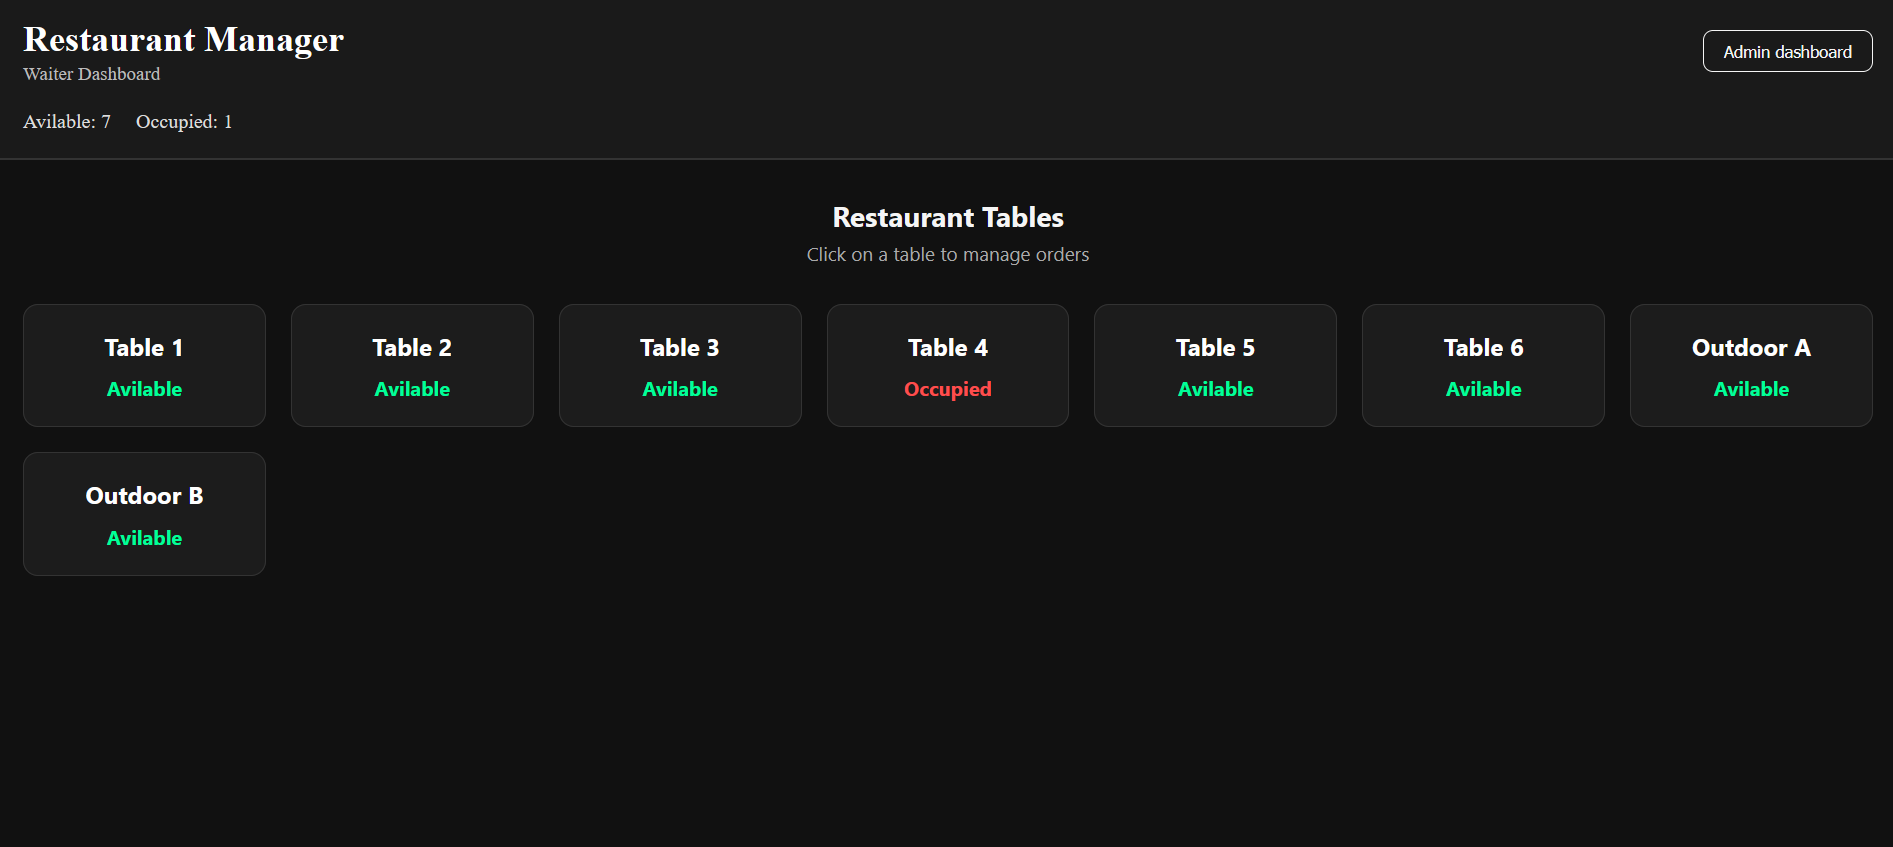 Restaurant Manager
Waiter Dashboard
Admin dashboard
Avilable: 7 Occupied: 1
Restaurant Tables
Click on a table to manage orders
Table 1
Avilable
Table 2
Avilable
Table 3
Avilable
Table 4
Occupied
Table 5
Avilable
Table 6
Avilable
Outdoor A
Avilable
Outdoor B
Avilable